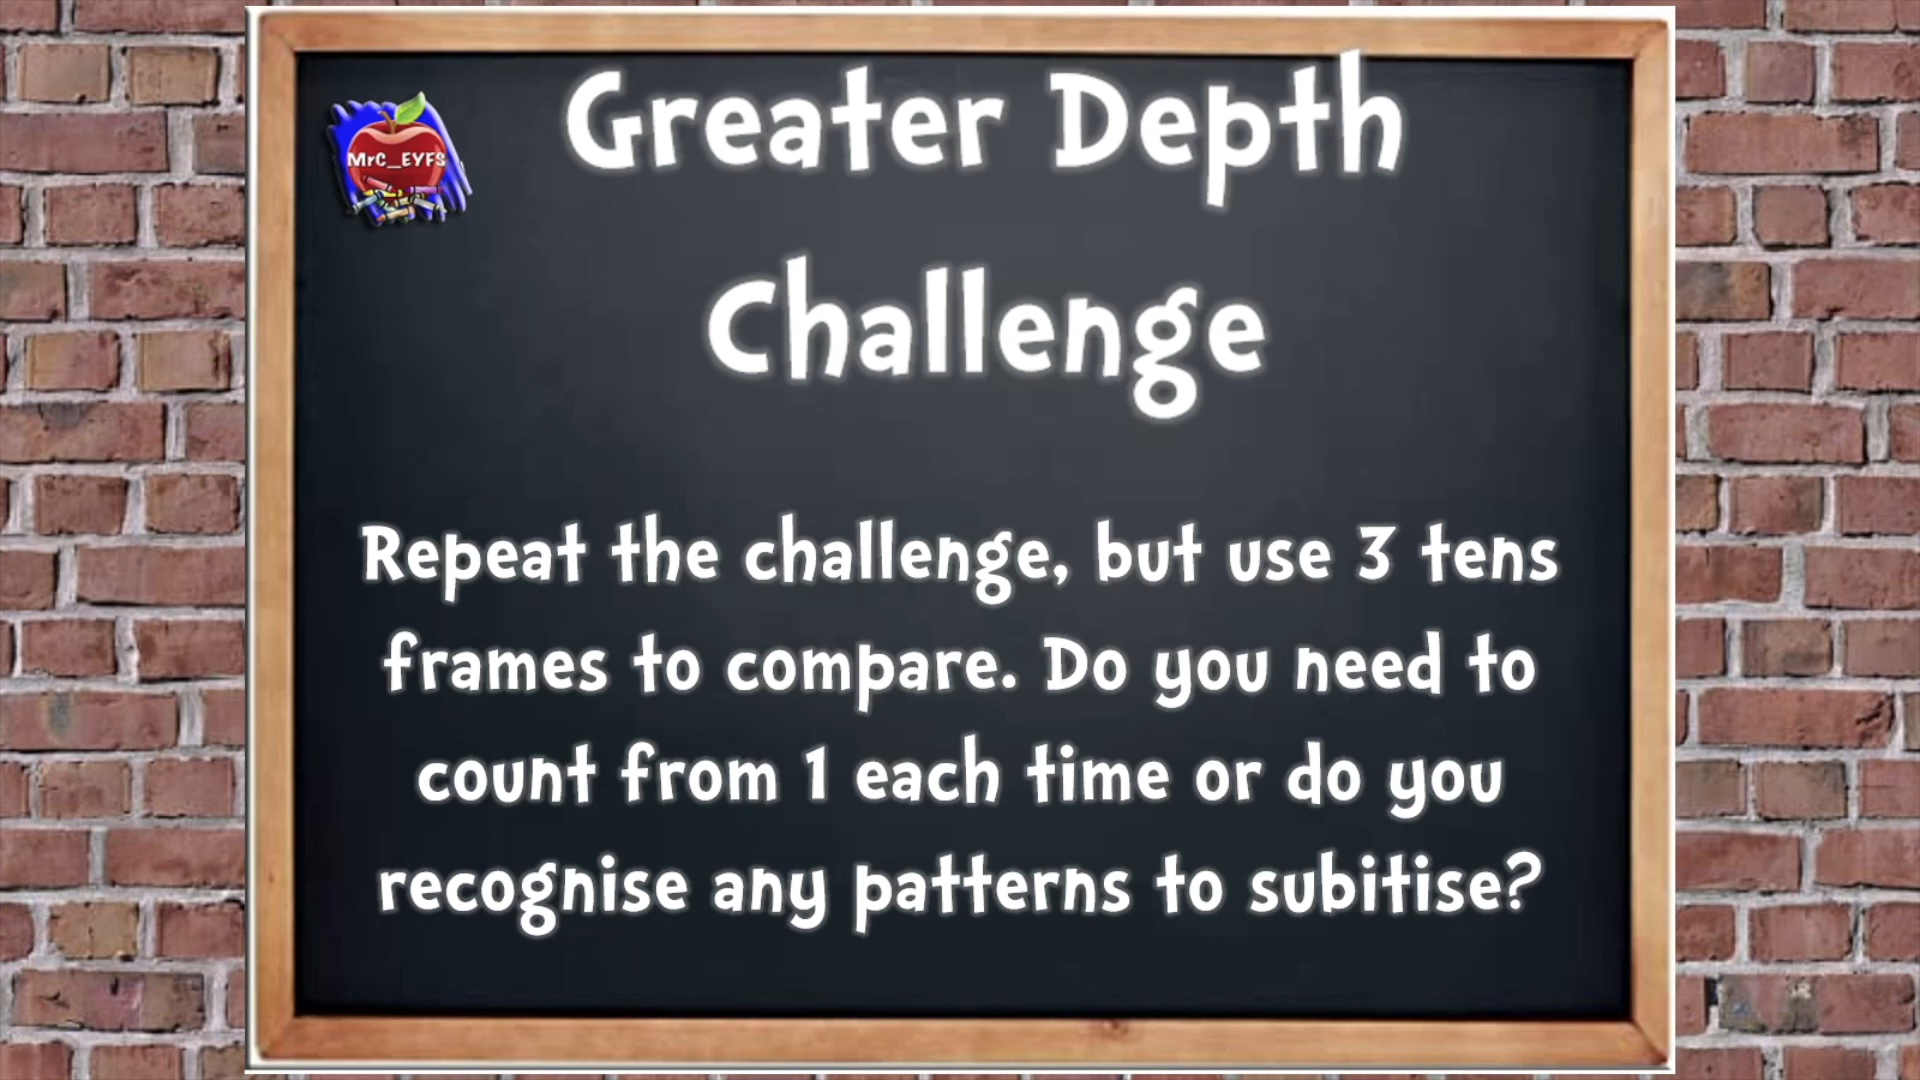 MrC_EYFS
Greater Depth
Challenge
Repeat the challenge, but use 3 tens
frames to compare. Do you need to
count from 1 each time or do you
recognise any patterns to subitise?